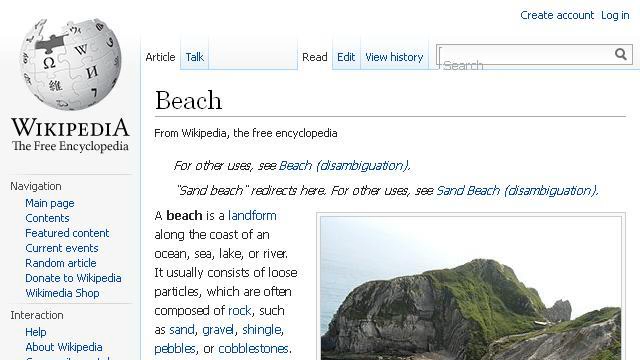 Create account Log in
Article Talk Read Edit View history Search
WIKIPEDIA
The Free Encyclopedia
Beach
From Wikipedia, the free encyclopedia
For other uses, see Beach (disambiguation).
"Sand beach" redirects here. For other uses, see Sand Beach (disambiguation).
A beach is a landform
along the coast of an
ocean, sea, lake, or river.
It usually consists of loose
particles, which are often
composed of rock, such
as sand, gravel, shingle,
pebbles, or cobblestones.
Navigation
Main page
Contents
Featured content
Current events
Random article
Donate to Wikipedia
Wikimedia Shop
Interaction
Help
About Wikipedia